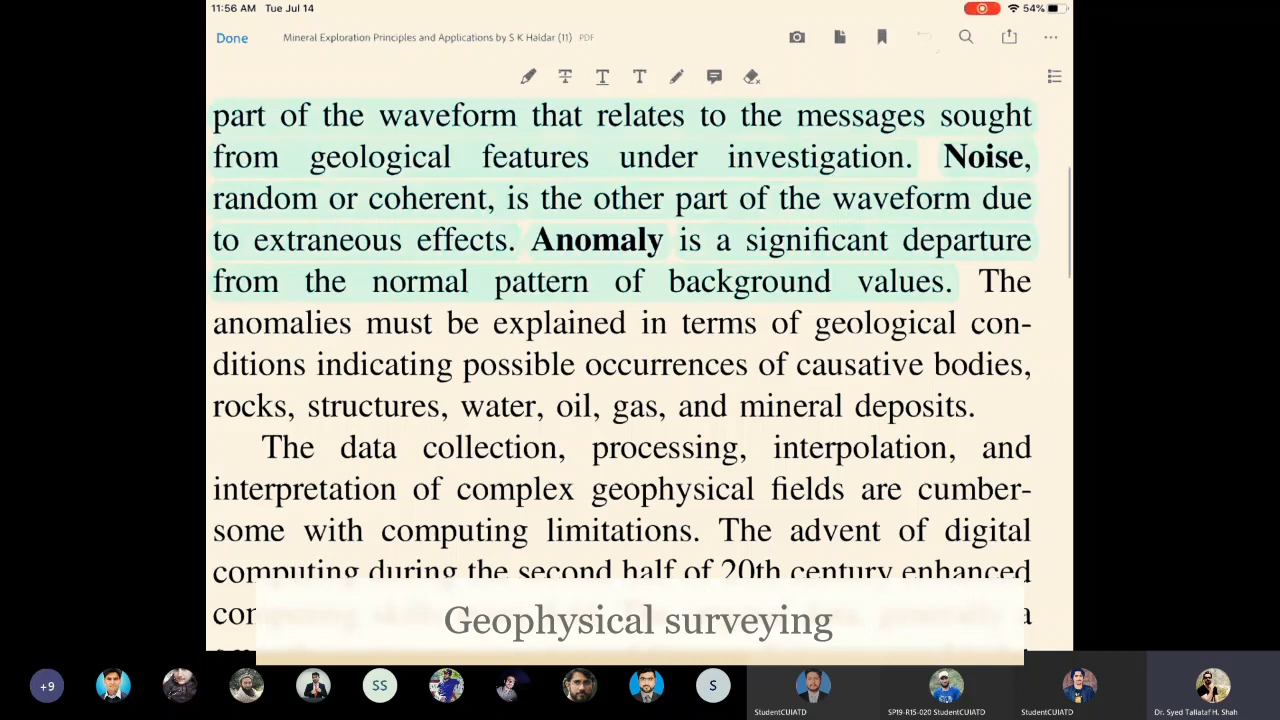 11:56 AM Tue Jul 14
54%
Done
Mineral Exploration Principles and Applications by S K Haldar (11) PDF
part of the waveform that relates to the messages sought
from geological features under investigation. Noise,
random or coherent, is the other part of the waveform due
to extraneous effects. Anomaly is a significant departure
from the normal pattern of background values. The
anomalies must be explained in terms of geological con-
ditions indicating possible occurrences of causative bodies,
rocks, structures, water, oil, gas, and mineral deposits.
The data collection, processing, interpolation, and
interpretation of complex geophysical fields are cumber-
some with computing limitations. The advent of digital
computing during the second half of 20th century enhanced
Geophysical surveying
+9
SS
S
StudentCUIATD
SP19-R15-020 StudentCUIATD
StudentCUIATD
Dr. Syed Tallataf H. Shah